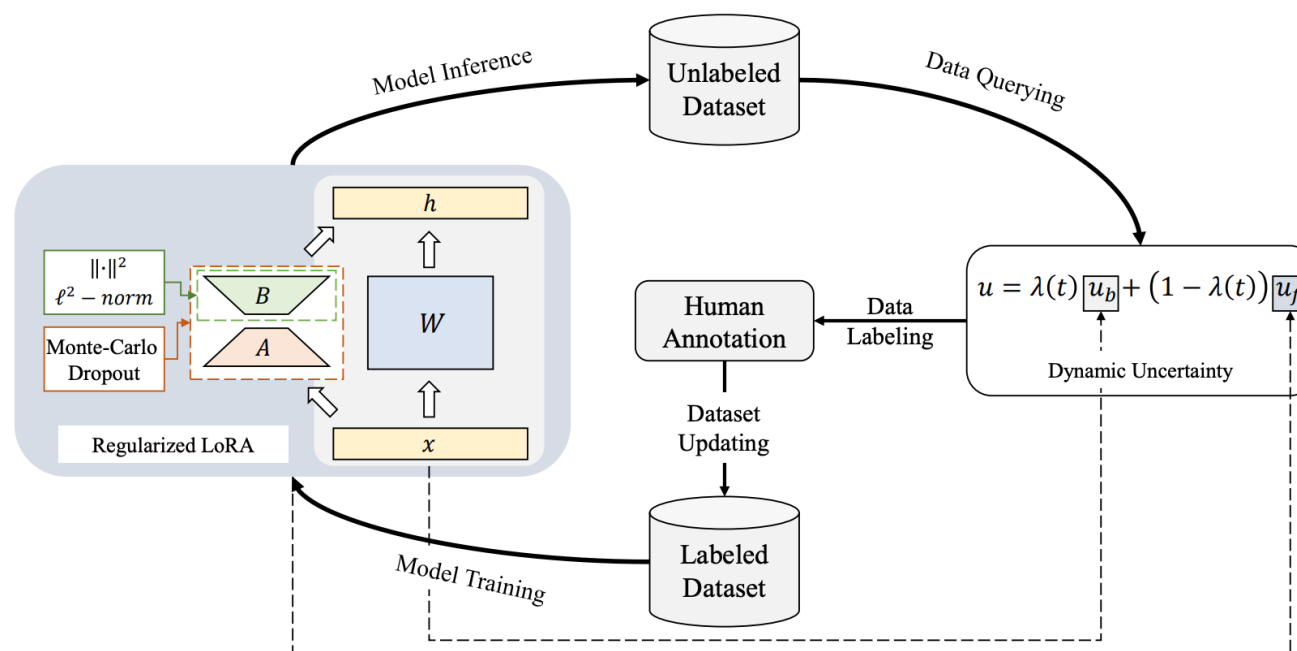 Model Inference
Unlabeled
Dataset
Data Querying
h
‖·‖²
ℓ² − norm
B
W
Monte-Carlo
Dropout
A
Regularized LoRA
x
Human
Annotation
Data
Labeling
u = λ(t) u_b + (1 − λ(t)) u_f
Dynamic Uncertainty
Dataset
Updating
Labeled
Dataset
Model Training